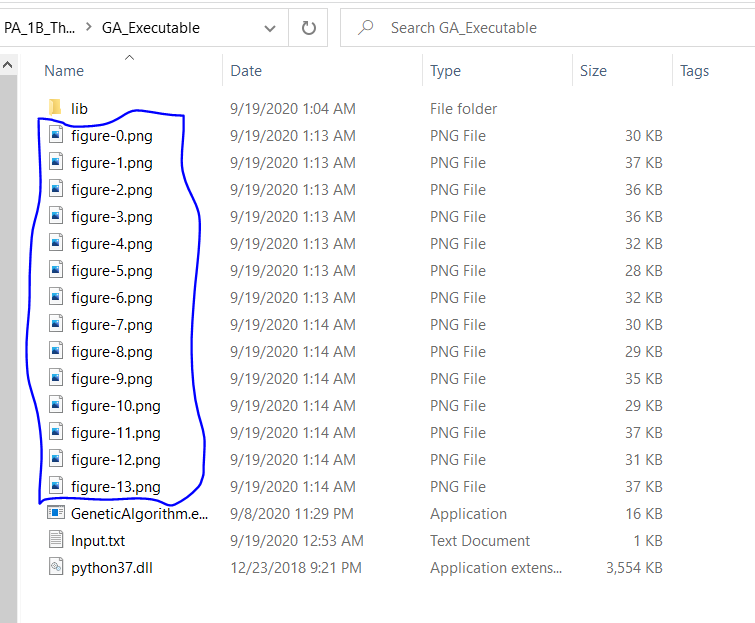 PA_1B_Th... > GA_Executable Search GA_Executable
Name Date Type Size Tags
lib 9/19/2020 1:04 AM File folder
figure-0.png 9/19/2020 1:13 AM PNG File 30 KB
figure-1.png 9/19/2020 1:13 AM PNG File 37 KB
figure-2.png 9/19/2020 1:13 AM PNG File 36 KB
figure-3.png 9/19/2020 1:13 AM PNG File 36 KB
figure-4.png 9/19/2020 1:13 AM PNG File 32 KB
figure-5.png 9/19/2020 1:13 AM PNG File 28 KB
figure-6.png 9/19/2020 1:13 AM PNG File 32 KB
figure-7.png 9/19/2020 1:14 AM PNG File 30 KB
figure-8.png 9/19/2020 1:14 AM PNG File 29 KB
figure-9.png 9/19/2020 1:14 AM PNG File 35 KB
figure-10.png 9/19/2020 1:14 AM PNG File 29 KB
figure-11.png 9/19/2020 1:14 AM PNG File 37 KB
figure-12.png 9/19/2020 1:14 AM PNG File 31 KB
figure-13.png 9/19/2020 1:14 AM PNG File 37 KB
GeneticAlgorithm.e... 9/8/2020 11:29 PM Application 16 KB
Input.txt 9/19/2020 12:53 AM Text Document 1 KB
python37.dll 12/23/2018 9:21 PM Application extens... 3,554 KB